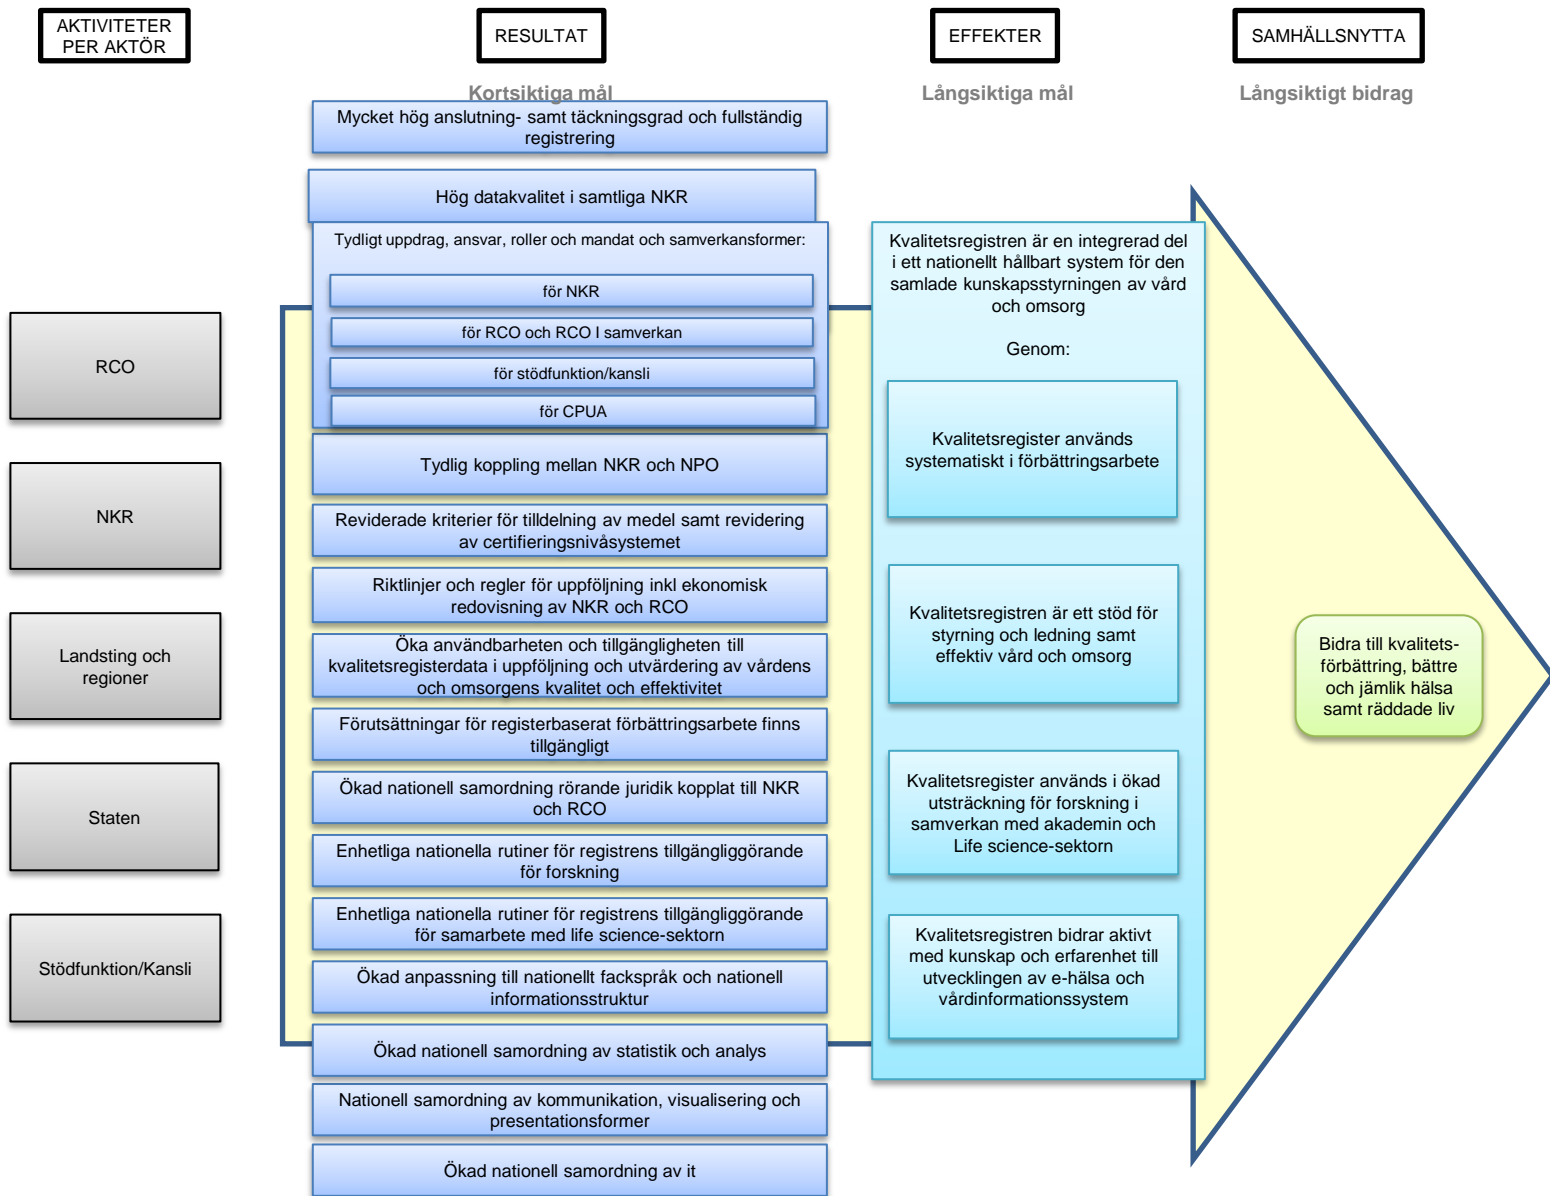 AKTIVITETER
PER AKTÖR
RESULTAT
EFFEKTER
SAMHÄLLSNYTTA
Kortsiktiga mål
Långsiktiga mål
Långsiktigt bidrag
RCO
NKR
Landsting och
regioner
Staten
Stödfunktion/Kansli
Mycket hög anslutning- samt täckningsgrad och fullständig
registrering
Hög datakvalitet i samtliga NKR
Tydligt uppdrag, ansvar, roller och mandat och samverkansformer:
för NKR
för RCO och RCO I samverkan
för stödfunktion/kansli
för CPUA
Tydlig koppling mellan NKR och NPO
Reviderade kriterier för tilldelning av medel samt revidering
av certifieringsnivåsystemet
Riktlinjer och regler för uppföljning inkl ekonomisk
redovisning av NKR och RCO
Öka användbarheten och tillgängligheten till
kvalitetsregisterdata i uppföljning och utvärdering av vårdens
och omsorgens kvalitet och effektivitet
Förutsättningar för registerbaserat förbättringsarbete finns
tillgängligt
Ökad nationell samordning rörande juridik kopplat till NKR
och RCO
Enhetliga nationella rutiner för registrens tillgängliggörande
för forskning
Enhetliga nationella rutiner för registrens tillgängliggörande
för samarbete med life science-sektorn
Ökad anpassning till nationellt fackspråk och nationell
informationsstruktur
Ökad nationell samordning av statistik och analys
Nationell samordning av kommunikation, visualisering och
presentationsformer
Ökad nationell samordning av it
Kvalitetsregistren är en integrerad del
i ett nationellt hållbart system för den
samlade kunskapsstyrningen av vård
och omsorg
Genom:
Kvalitetsregister används
systematiskt i förbättringsarbete
Kvalitetsregistren är ett stöd för
styrning och ledning samt
effektiv vård och omsorg
Kvalitetsregister används i ökad
utsträckning för forskning i
samverkan med akademin och
Life science-sektorn
Kvalitetsregistren bidrar aktivt
med kunskap och erfarenhet till
utvecklingen av e-hälsa och
vårdinformationssystem
Bidra till kvalitets-
förbättring, bättre
och jämlik hälsa
samt räddade liv